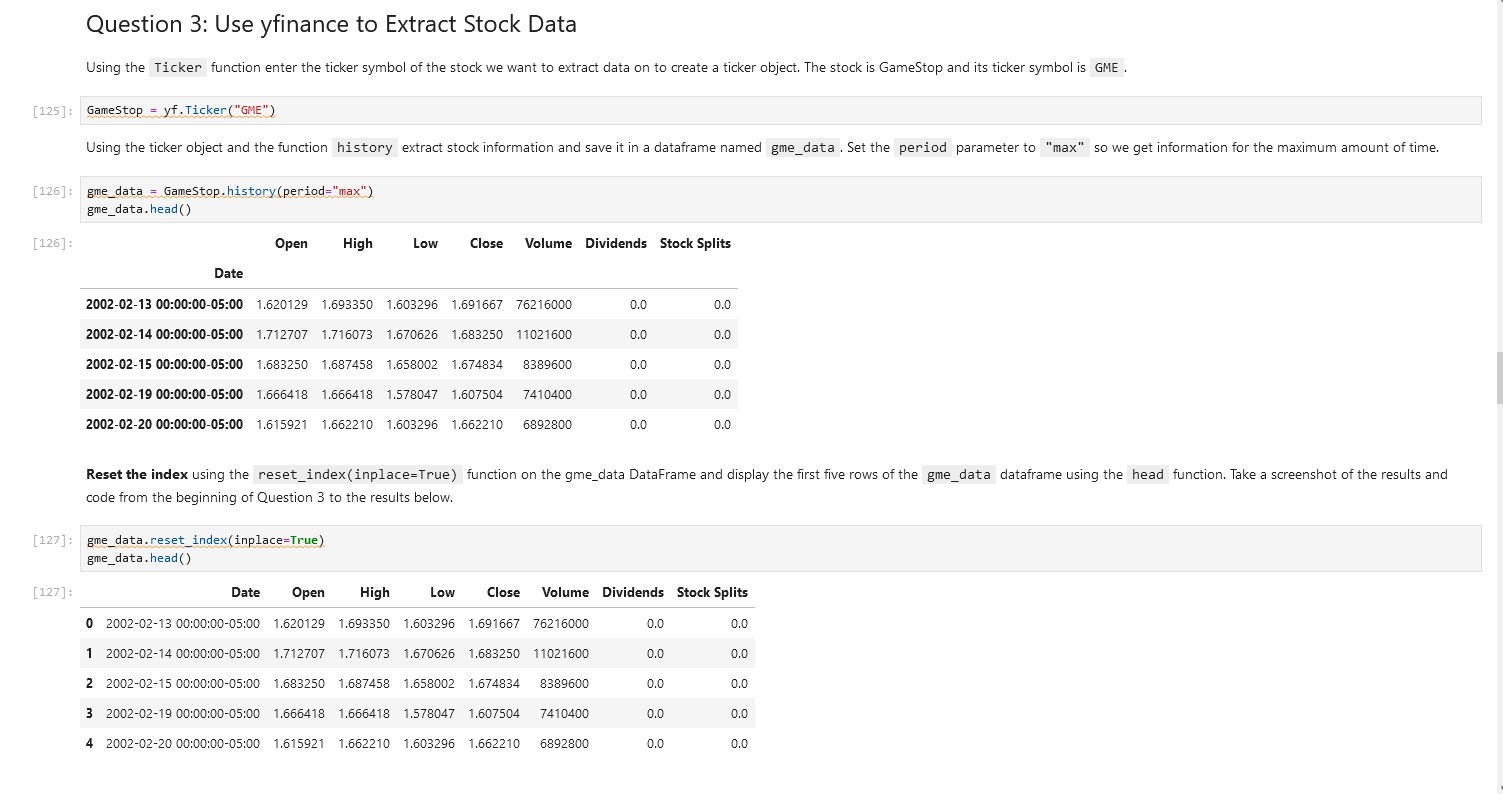 Question 3: Use yfinance to Extract Stock Data
Using the Ticker function enter the ticker symbol of the stock we want to extract data on to create a ticker object. The stock is GameStop and its ticker symbol is GME .
[125]: GameStop = yf.Ticker("GME")
Using the ticker object and the function history extract stock information and save it in a dataframe named gme_data . Set the period parameter to "max" so we get information for the maximum amount of time.
[126]: gme_data = GameStop.history(period="max")
gme_data.head()
[126]: Open High Low Close Volume Dividends Stock Splits
Date
2002-02-13 00:00:00-05:00 1.620129 1.693350 1.603296 1.691667 76216000 0.0 0.0
2002-02-14 00:00:00-05:00 1.712707 1.716073 1.670626 1.683250 11021600 0.0 0.0
2002-02-15 00:00:00-05:00 1.683250 1.687458 1.658002 1.674834 8389600 0.0 0.0
2002-02-19 00:00:00-05:00 1.666418 1.666418 1.578047 1.607504 7410400 0.0 0.0
2002-02-20 00:00:00-05:00 1.615921 1.662210 1.603296 1.662210 6892800 0.0 0.0
Reset the index using the reset_index(inplace=True) function on the gme_data DataFrame and display the first five rows of the gme_data dataframe using the head function. Take a screenshot of the results and
code from the beginning of Question 3 to the results below.
[127]: gme_data.reset_index(inplace=True)
gme_data.head()
[127]: Date Open High Low Close Volume Dividends Stock Splits
0 2002-02-13 00:00:00-05:00 1.620129 1.693350 1.603296 1.691667 76216000 0.0 0.0
1 2002-02-14 00:00:00-05:00 1.712707 1.716073 1.670626 1.683250 11021600 0.0 0.0
2 2002-02-15 00:00:00-05:00 1.683250 1.687458 1.658002 1.674834 8389600 0.0 0.0
3 2002-02-19 00:00:00-05:00 1.666418 1.666418 1.578047 1.607504 7410400 0.0 0.0
4 2002-02-20 00:00:00-05:00 1.615921 1.662210 1.603296 1.662210 6892800 0.0 0.0